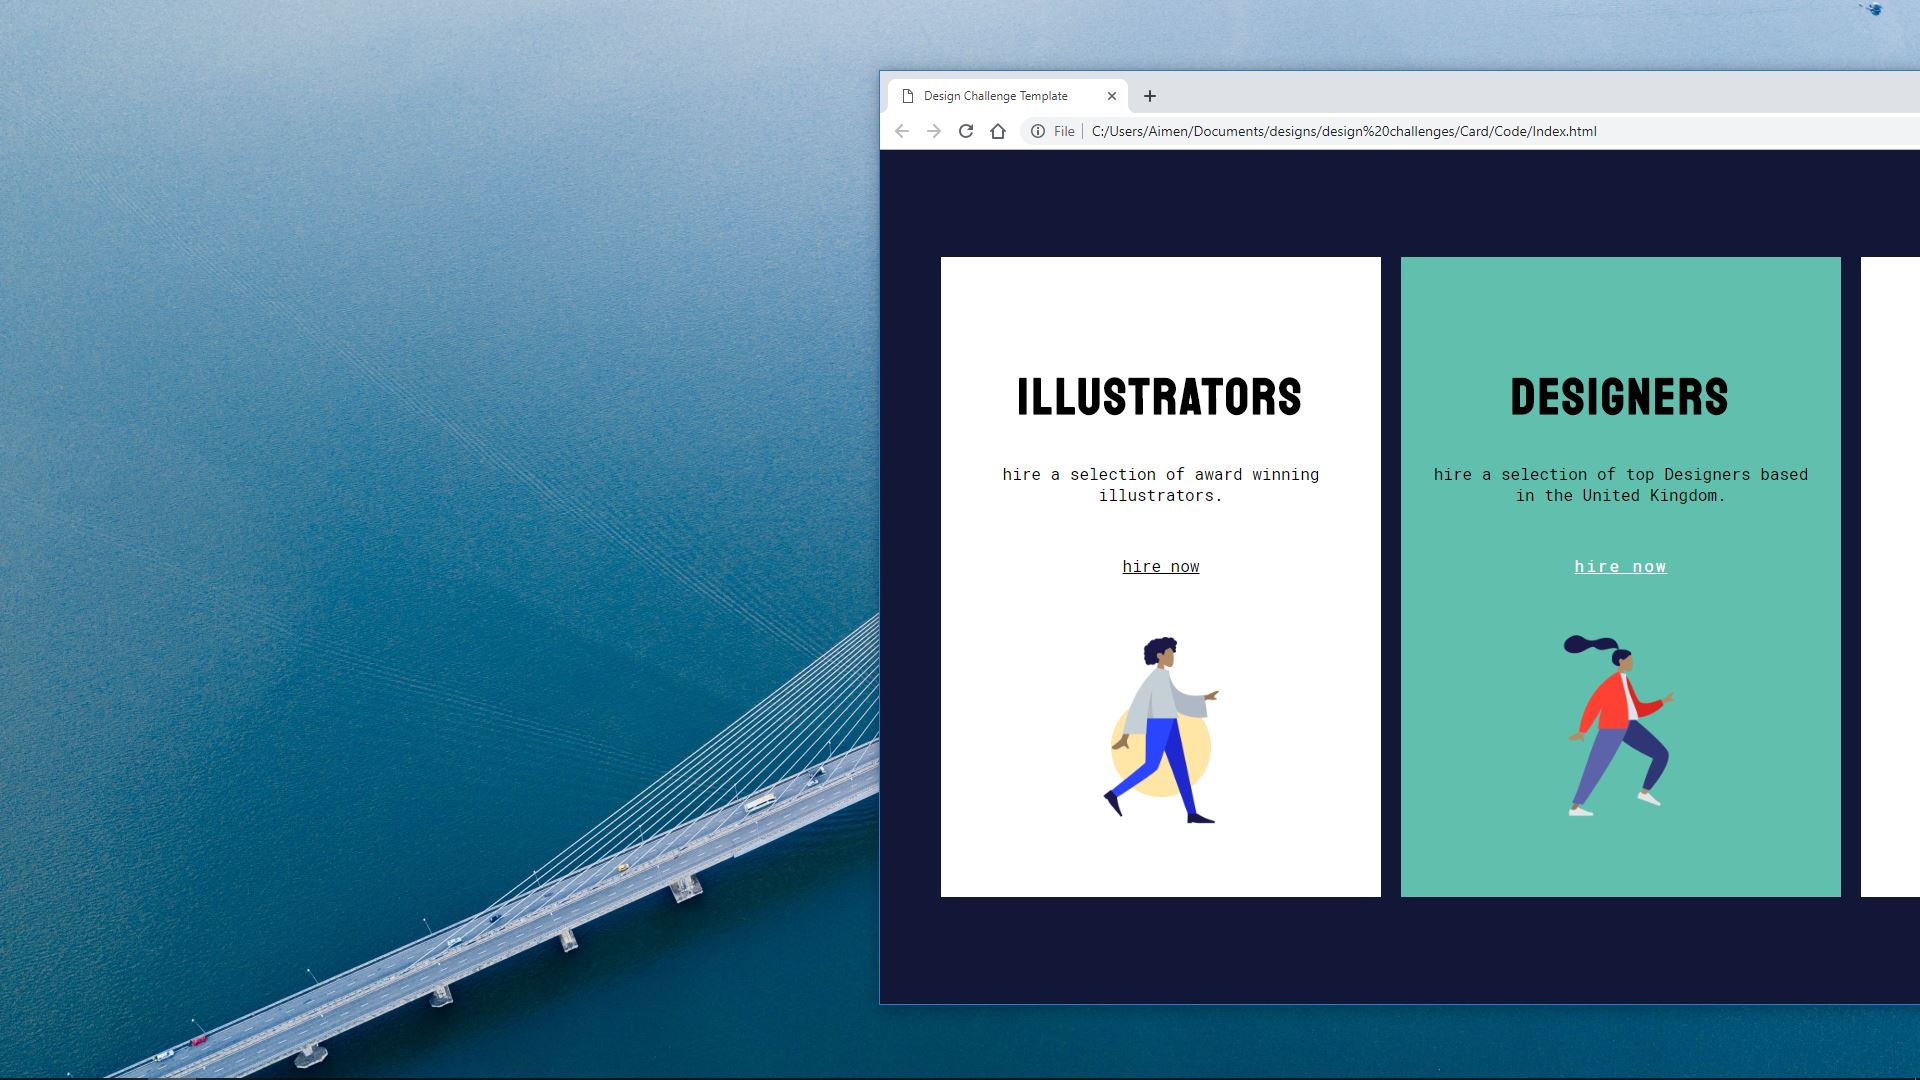 Design Challenge Template
File
C:/Users/Aimen/Documents/designs/design%20challenges/Card/Code/Index.html
ILLUSTRATORS
hire a selection of award winning
illustrators.
hire now
DESIGNERS
hire a selection of top Designers based
in the United Kingdom.
hire now